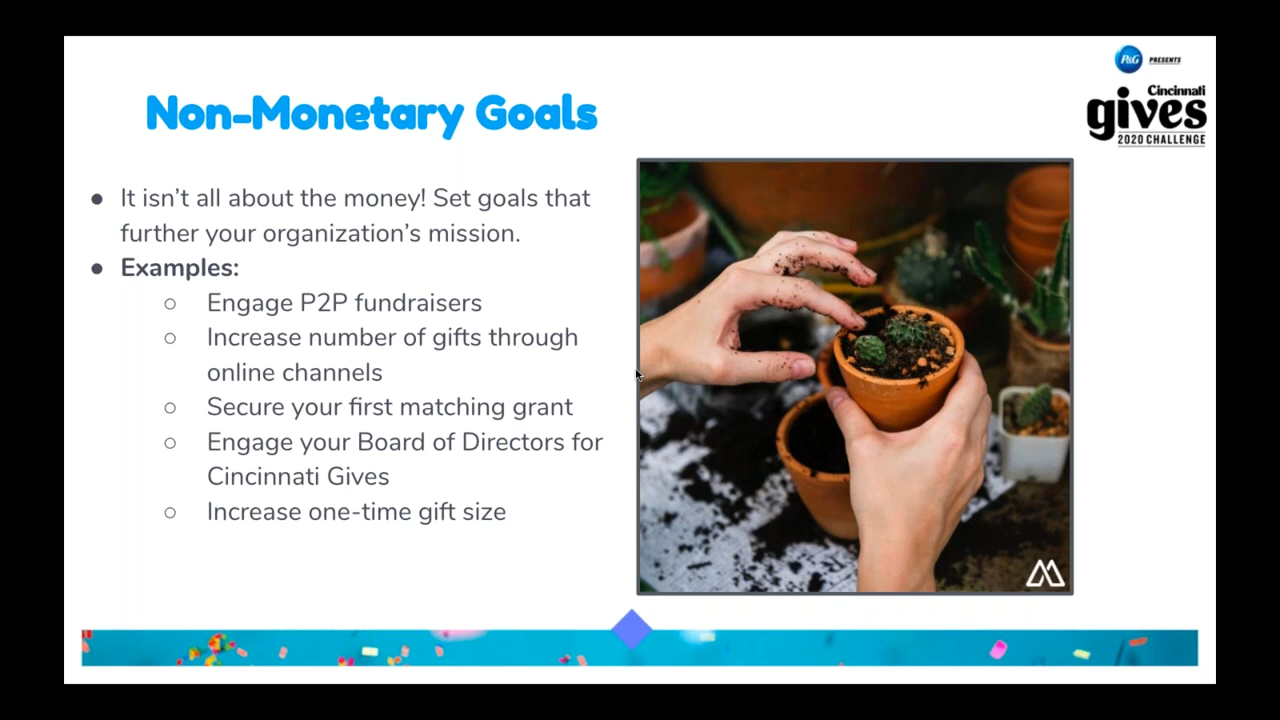 P&G PRESENTS
Cincinnati
gives
2020 CHALLENGE
Non-Monetary Goals
● It isn’t all about the money! Set goals that
further your organization’s mission.
● Examples:
○ Engage P2P fundraisers
○ Increase number of gifts through
online channels
○ Secure your first matching grant
○ Engage your Board of Directors for
Cincinnati Gives
○ Increase one-time gift size